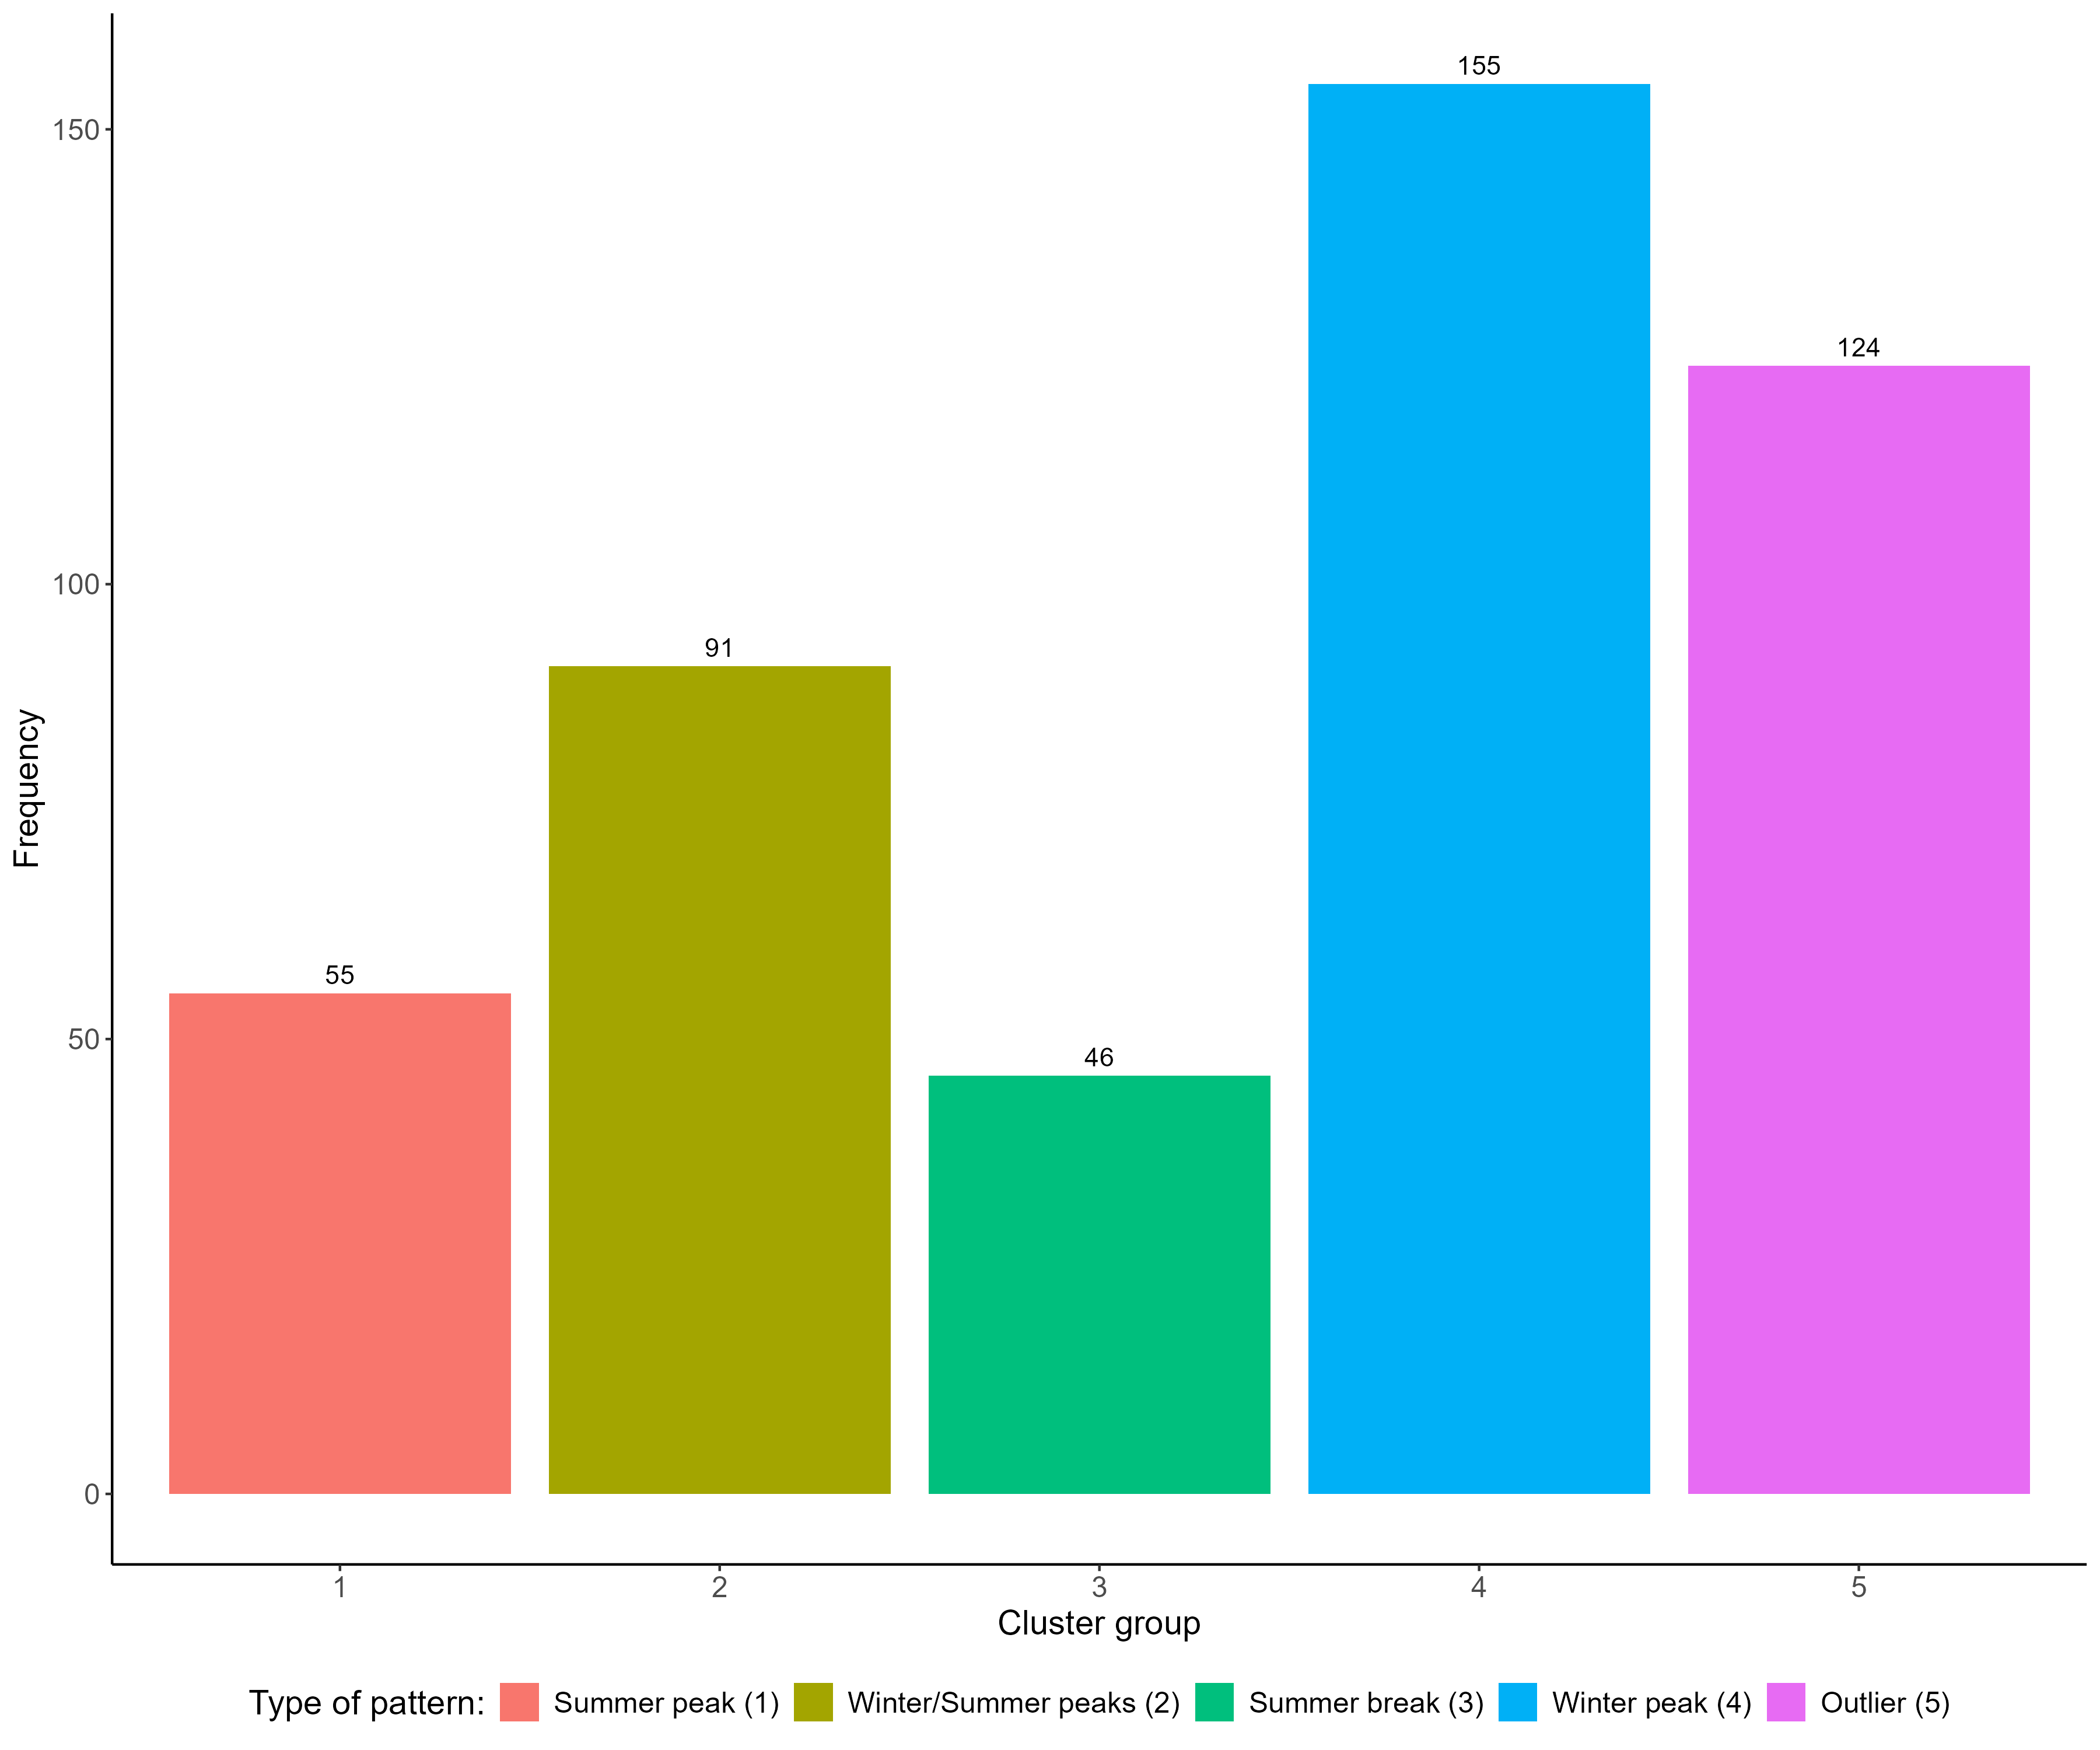 155
150
124
100
91
55
50
46
0
Frequency
1 2 3 4 5
Cluster group
Type of pattern: Summer peak (1) Winter/Summer peaks (2) Summer break (3) Winter peak (4) Outlier (5)